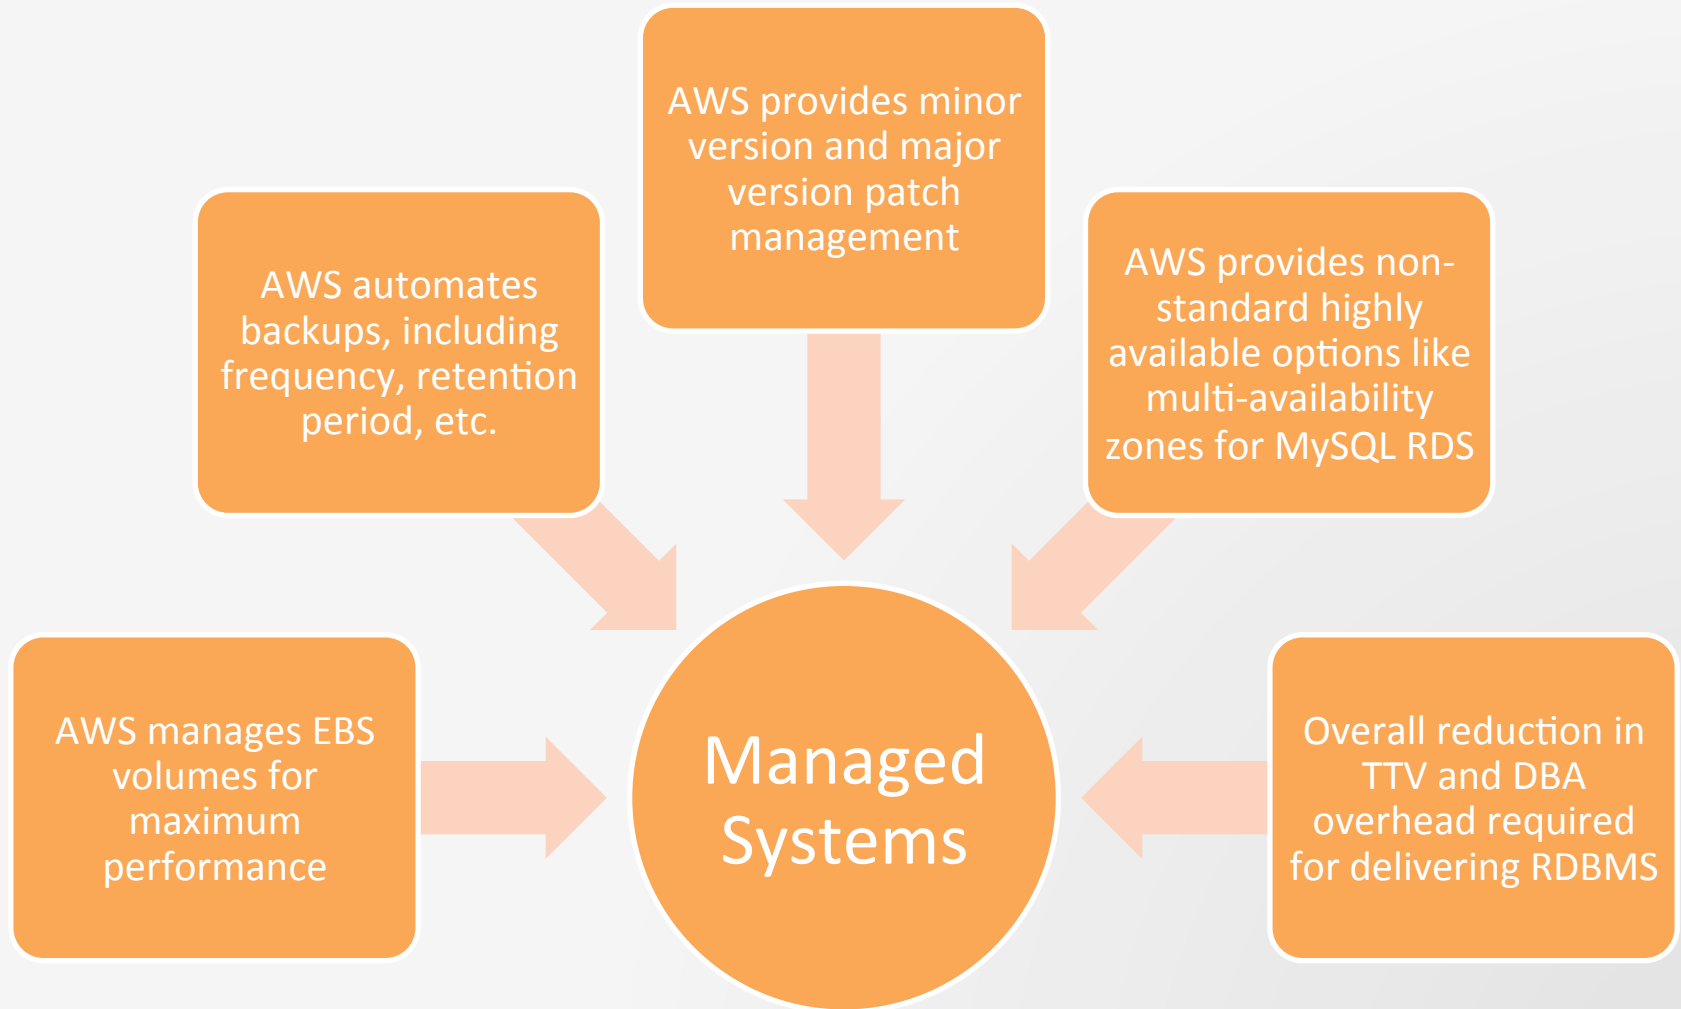 AWS provides minor
version and major
version patch
management
AWS automates
backups, including
frequency, retention
period, etc.
AWS provides non-
standard highly
available options like
multi-availability
zones for MySQL RDS
AWS manages EBS
volumes for
maximum
performance
Managed
Systems
Overall reduction in
TTV and DBA
overhead required
for delivering RDBMS